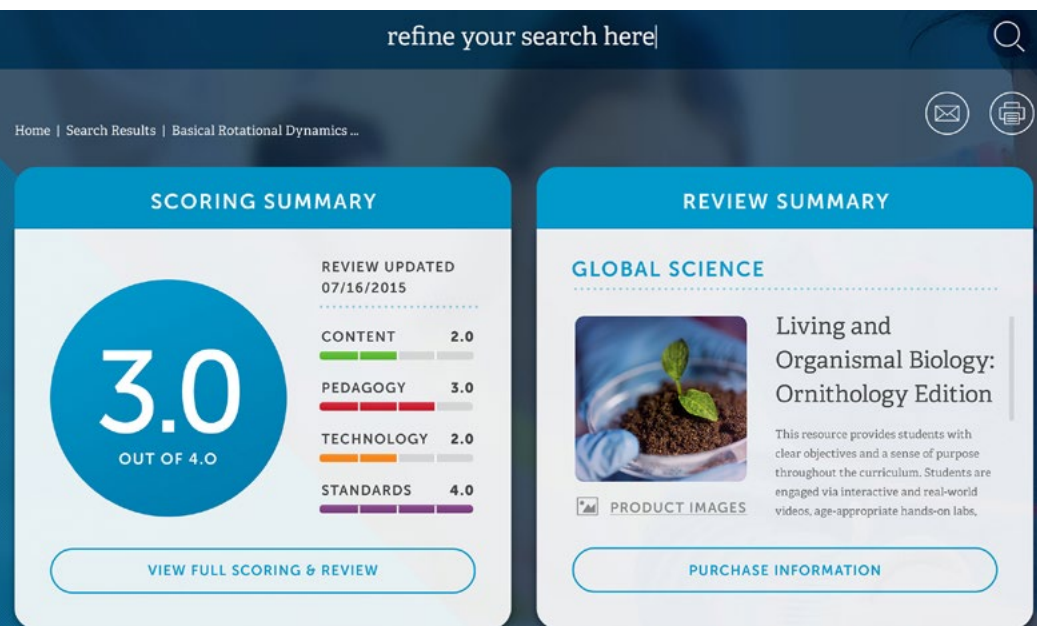 refine your search here
Home | Search Results | Basical Rotational Dynamics ...
SCORING SUMMARY
3.0
OUT OF 4.0
REVIEW UPDATED
07/16/2015
CONTENT 2.0
PEDAGOGY 3.0
TECHNOLOGY 2.0
STANDARDS 4.0
VIEW FULL SCORING & REVIEW
REVIEW SUMMARY
GLOBAL SCIENCE
Living and
Organismal Biology:
Ornithology Edition
This resource provides students with
clear objectives and a sense of purpose
throughout the curriculum. Students are
engaged via interactive and real-world
videos, age-appropriate hands-on labs,
PRODUCT IMAGES
PURCHASE INFORMATION